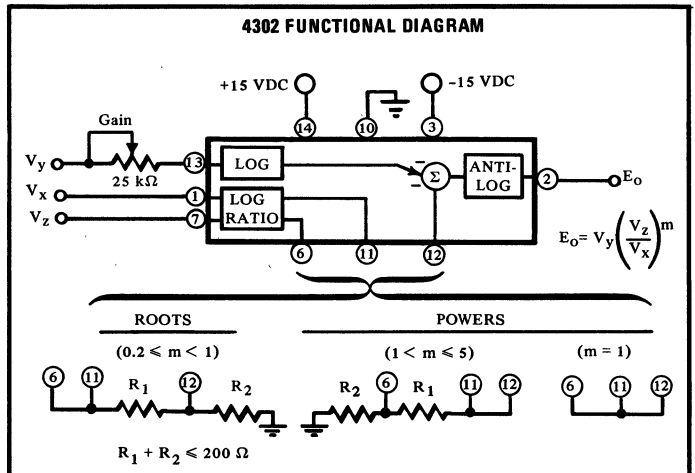 4302 FUNCTIONAL DIAGRAM
+15 VDC
-15 VDC
14
10
3
Gain
Vy
25 kΩ
13
LOG
Σ
ANTI-
LOG
2
Eo
Vx
1
LOG
RATIO
Vz
7
6
11
12
Eo = Vy (Vz/Vx)^m
ROOTS
(0.2 ≤ m < 1)
6
11
R1
12
R2
R1 + R2 ≤ 200 Ω
POWERS
(1 < m ≤ 5)
R2
6
R1
11
12
(m = 1)
6
11
12